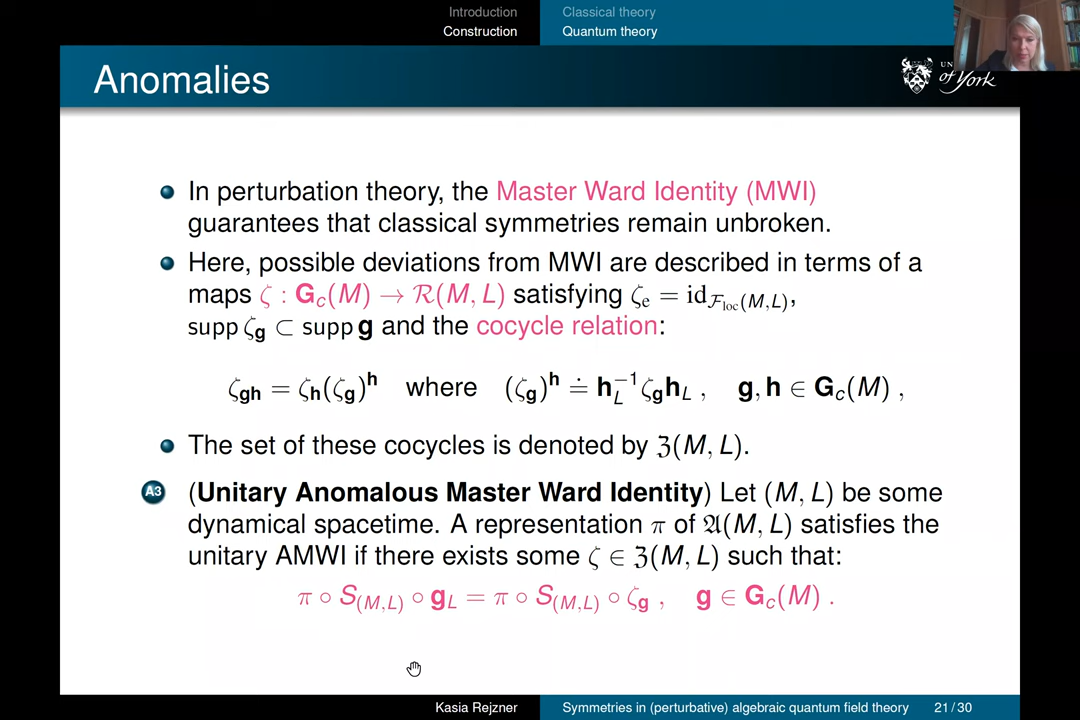 Introduction
Construction
Classical theory
Quantum theory
Anomalies
UN
of York
In perturbation theory, the Master Ward Identity (MWI)
guarantees that classical symmetries remain unbroken.
Here, possible deviations from MWI are described in terms of a
maps ζ : G_c(M) → ℛ(M, L) satisfying ζ_e = id_{ℱ_loc(M,L)},
supp ζ_g ⊂ supp g and the cocycle relation:
ζ_gh = ζ_h(ζ_g)^h where (ζ_g)^h ≐ h_L^{-1} ζ_g h_L , g, h ∈ G_c(M) ,
The set of these cocycles is denoted by ℨ(M, L).
A3 (Unitary Anomalous Master Ward Identity) Let (M, L) be some
dynamical spacetime. A representation π of 𝔄(M, L) satisfies the
unitary AMWI if there exists some ζ ∈ ℨ(M, L) such that:
π ∘ S_(M,L) ∘ g_L = π ∘ S_(M,L) ∘ ζ_g , g ∈ G_c(M) .
Kasia Rejzner
Symmetries in (perturbative) algebraic quantum field theory
21 / 30